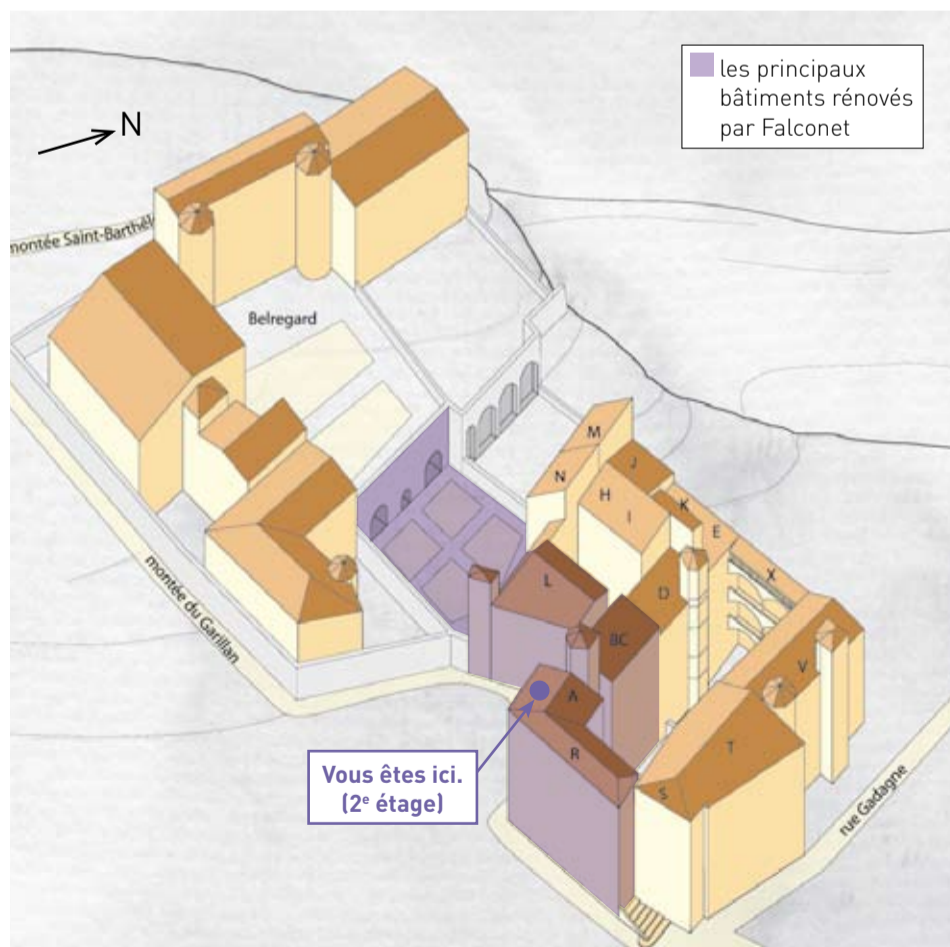 les principaux
bâtiments rénovés
par Falconet
N
montée Saint-Barthél
Belregard
M
J
N
H
K
I
E
X
L
D
BC
V
A
R
T
S
montée du Garillan
rue Gadagne
Vous êtes ici.
(2e étage)